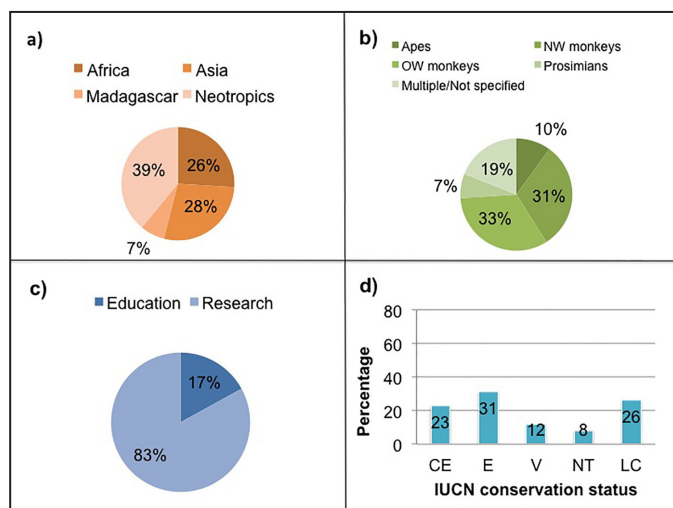 a)
Africa Asia
Madagascar Neotropics
39% 26%
28%
7%
b)
Apes NW monkeys
OW monkeys Prosimians
Multiple/Not specified
10%
19%
7% 31%
33%
c)
Education Research
17%
83%
d)
Percentage
80
60
40
20
0
23 31 12 8 26
CE E V NT LC
IUCN conservation status